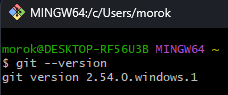 MINGW64:/c/Users/morok
morok@DESKTOP-RF56U3B MINGW64 ~
$ git --version
git version 2.54.0.windows.1